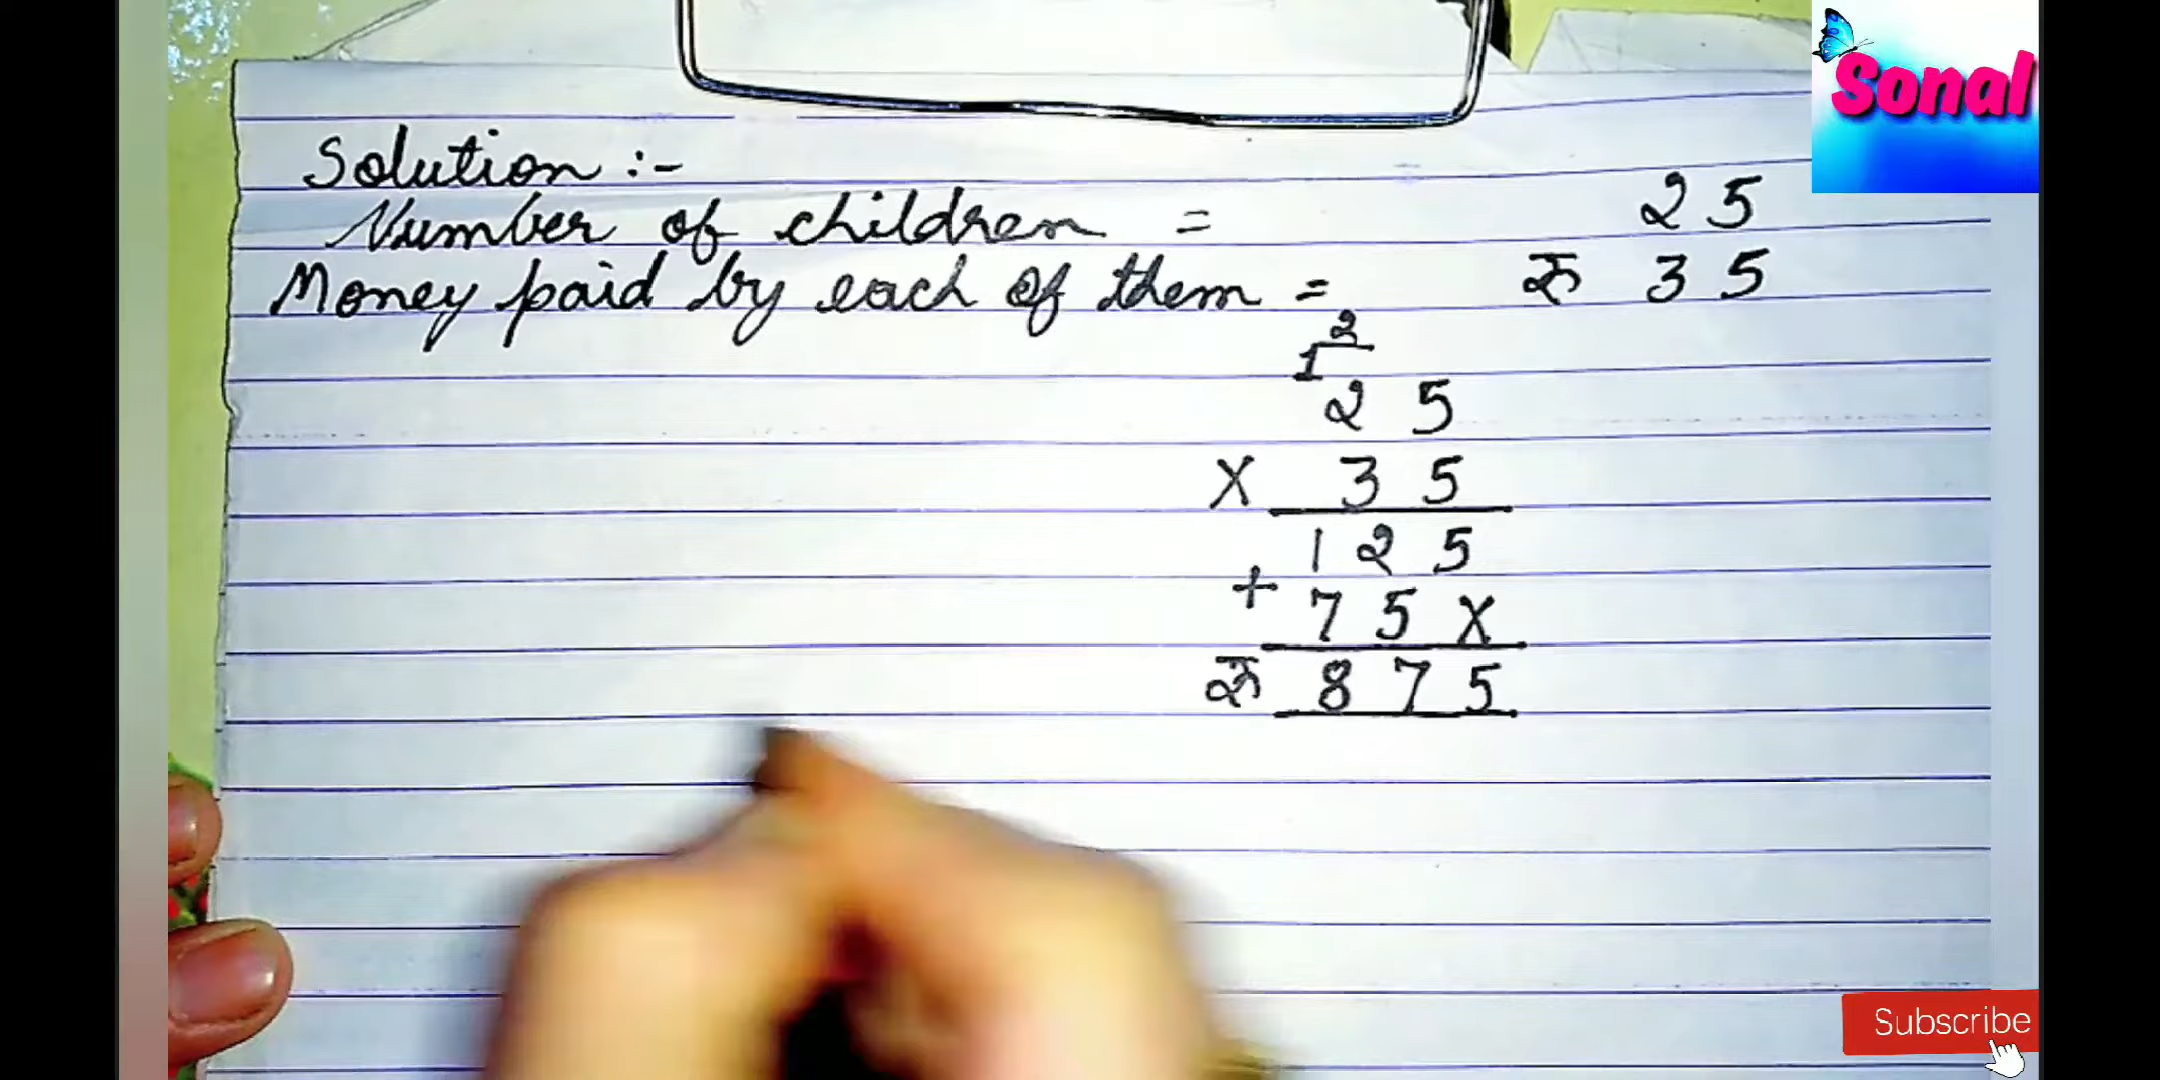 Sonal
Solution :-
Number of children = 25
Money paid by each of them = रू 35
2
1
25
X 35
125
+ 75X
रू 875
Subscribe